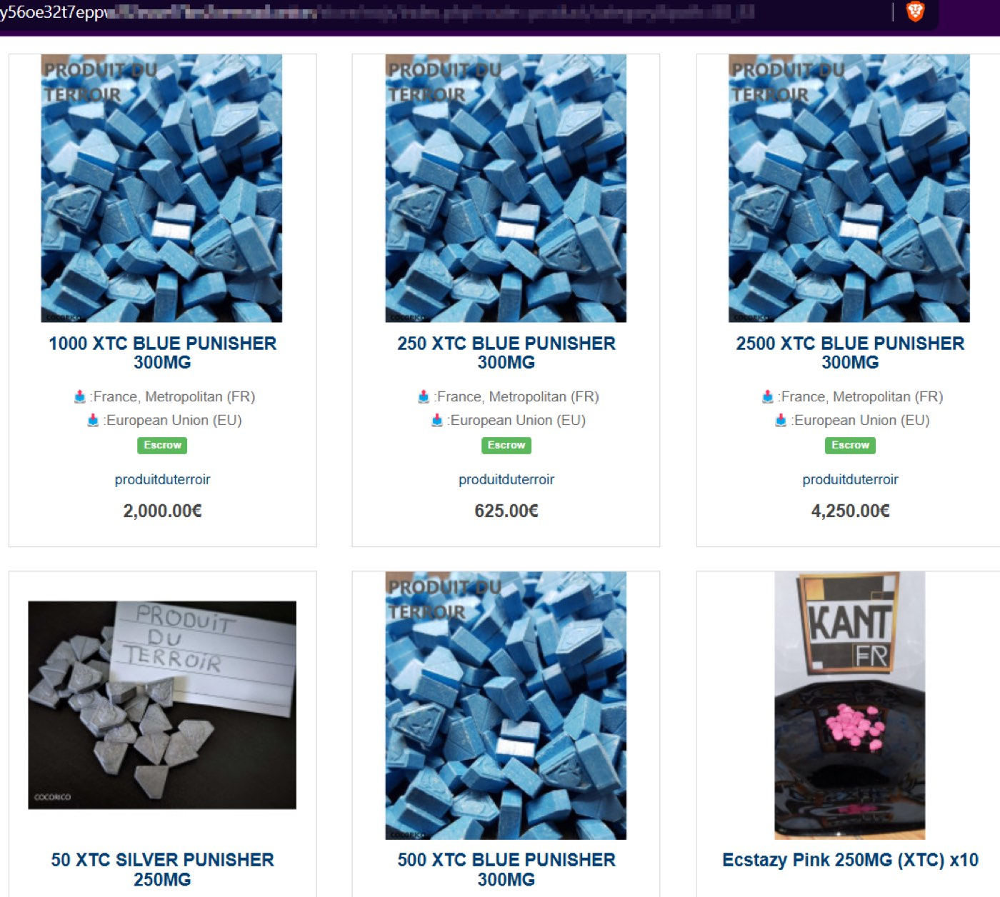 y56oe32t7eppv
PRODUIT DU
TERROIR
COCORICO
1000 XTC BLUE PUNISHER
300MG
:France, Metropolitan (FR)
:European Union (EU)
Escrow
produitduterroir
2,000.00€
PRODUIT DU
TERROIR
COCORICO
250 XTC BLUE PUNISHER
300MG
:France, Metropolitan (FR)
:European Union (EU)
Escrow
produitduterroir
625.00€
PRODUIT DU
TERROIR
COCORICO
2500 XTC BLUE PUNISHER
300MG
:France, Metropolitan (FR)
:European Union (EU)
Escrow
produitduterroir
4,250.00€
PRODUiT
DU
TERROiR
COCORICO
50 XTC SILVER PUNISHER
250MG
PRODUIT DU
TERROIR
COCORICO
500 XTC BLUE PUNISHER
300MG
KANT
FR
Ecstazy Pink 250MG (XTC) x10